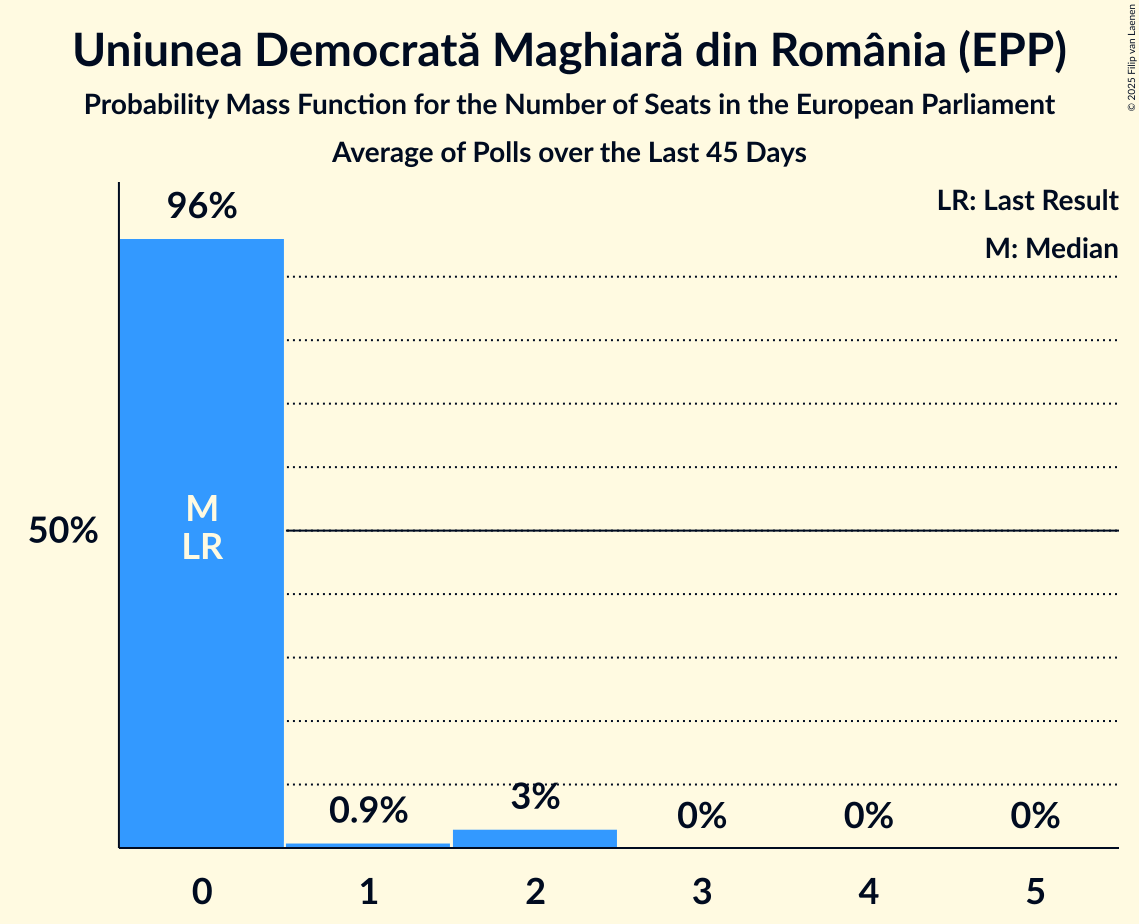 Uniunea Democrată Maghiară din România (EPP)
Probability Mass Function for the Number of Seats in the European Parliament
Average of Polls over the Last 45 Days
© 2025 Filip van Laenen
LR: Last Result
M: Median
96%
50%
M
LR
0.9%
3%
0%
0%
0%
0
1
2
3
4
5